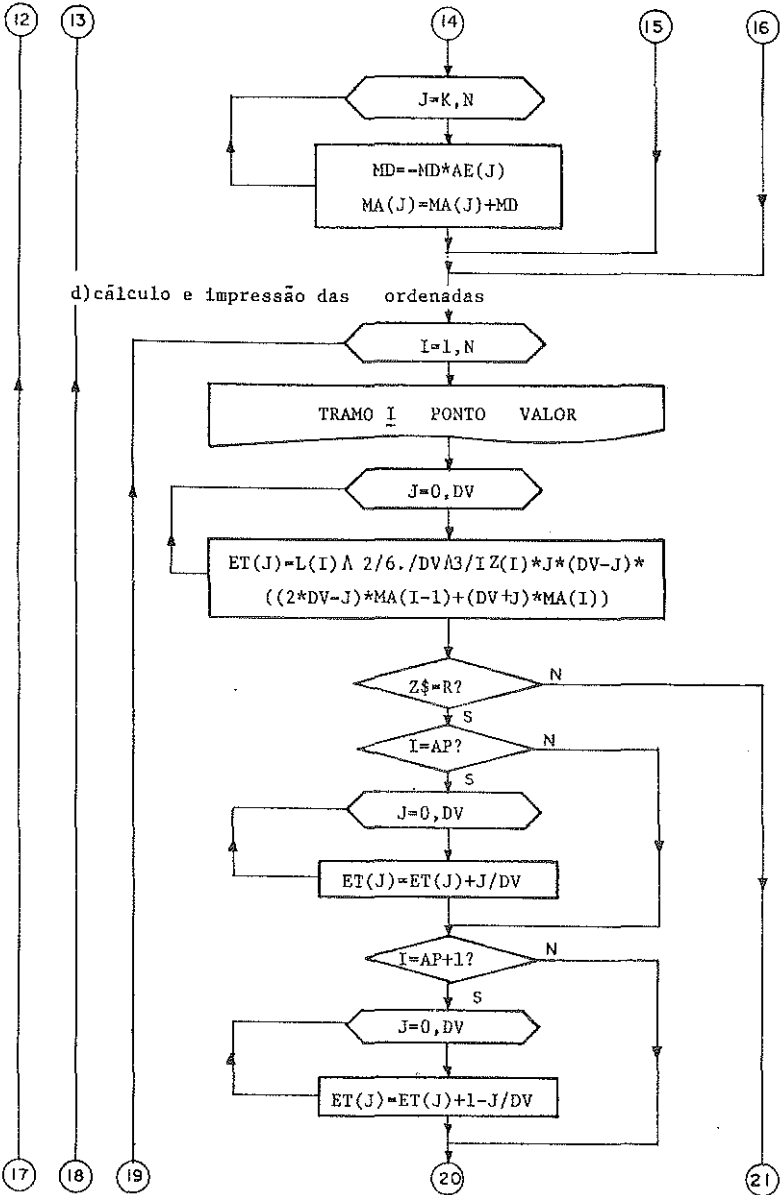 12 13 14 15 16
J=K,N
MD=-MD*AE(J)
MA(J)=MA(J)+MD
d)cálculo e impressão das ordenadas
I=1,N
TRAMO I PONTO VALOR
J=0,DV
ET(J)=L(I)Λ 2/6./DVΛ3/IZ(I)*J*(DV-J)*
((2*DV-J)*MA(I-1)+(DV+J)*MA(I))
Z$=R? N
S
I=AP? N
S
J=0,DV
ET(J)=ET(J)+J/DV
I=AP+1? N
S
J=0,DV
ET(J)=ET(J)+1-J/DV
17 18 19 20 21